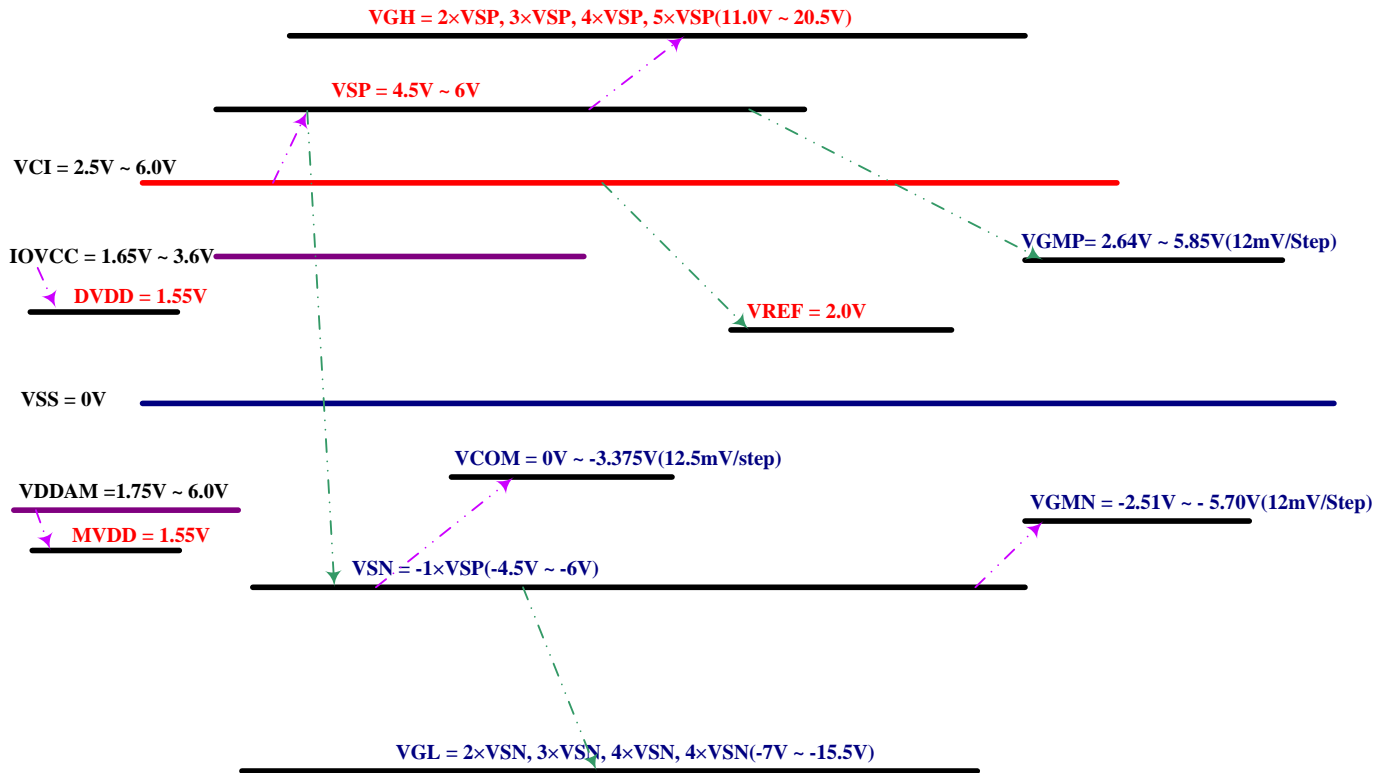 VGH = 2×VSP, 3×VSP, 4×VSP, 5×VSP(11.0V ~ 20.5V)
VSP = 4.5V ~ 6V
VCI = 2.5V ~ 6.0V
VGMP= 2.64V ~ 5.85V(12mV/Step)
IOVCC = 1.65V ~ 3.6V
DVDD = 1.55V
VREF = 2.0V
VSS = 0V
VCOM = 0V ~ -3.375V(12.5mV/step)
VDDAM =1.75V ~ 6.0V
VGMN = -2.51V ~ - 5.70V(12mV/Step)
MVDD = 1.55V
VSN = -1×VSP(-4.5V ~ -6V)
VGL = 2×VSN, 3×VSN, 4×VSN, 4×VSN(-7V ~ -15.5V)